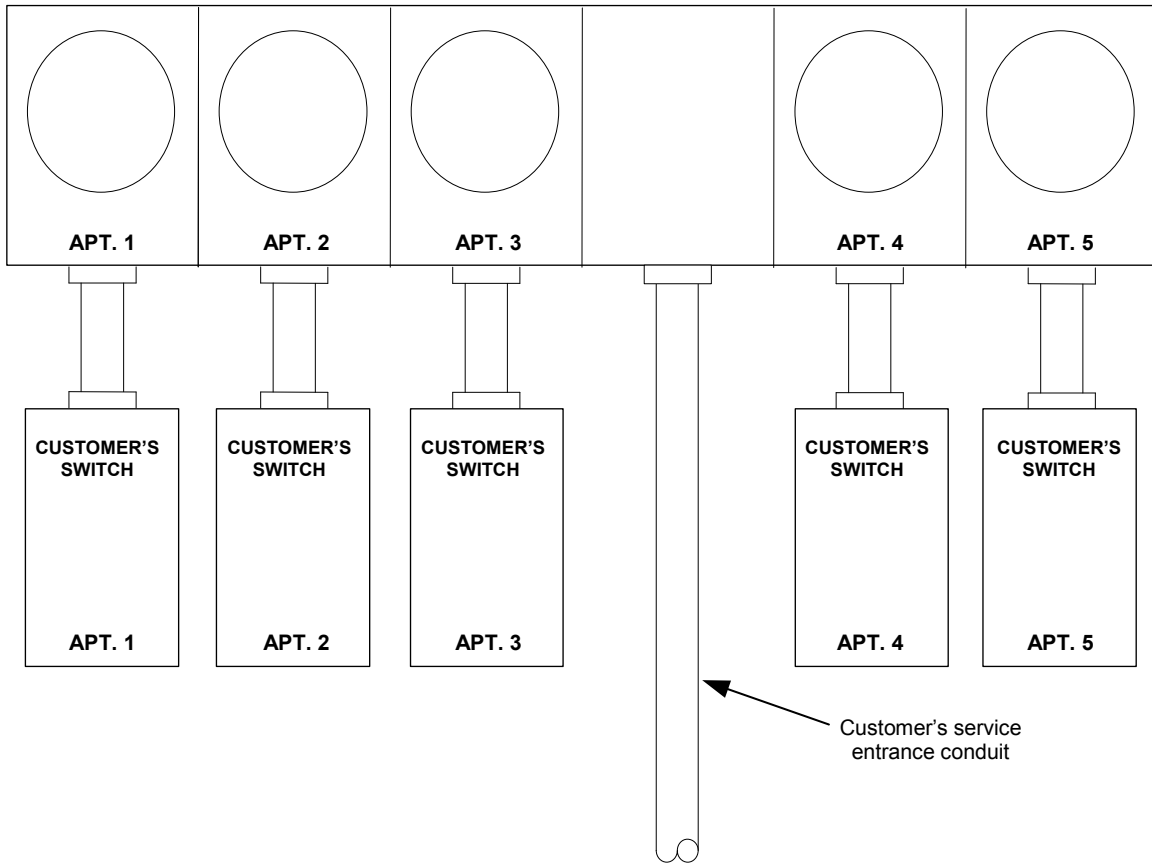 APT. 1
APT. 2
APT. 3
APT. 4
APT. 5
CUSTOMER’S
SWITCH
APT. 1
CUSTOMER’S
SWITCH
APT. 2
CUSTOMER’S
SWITCH
APT. 3
CUSTOMER’S
SWITCH
APT. 4
CUSTOMER’S
SWITCH
APT. 5
Customer’s service
entrance conduit